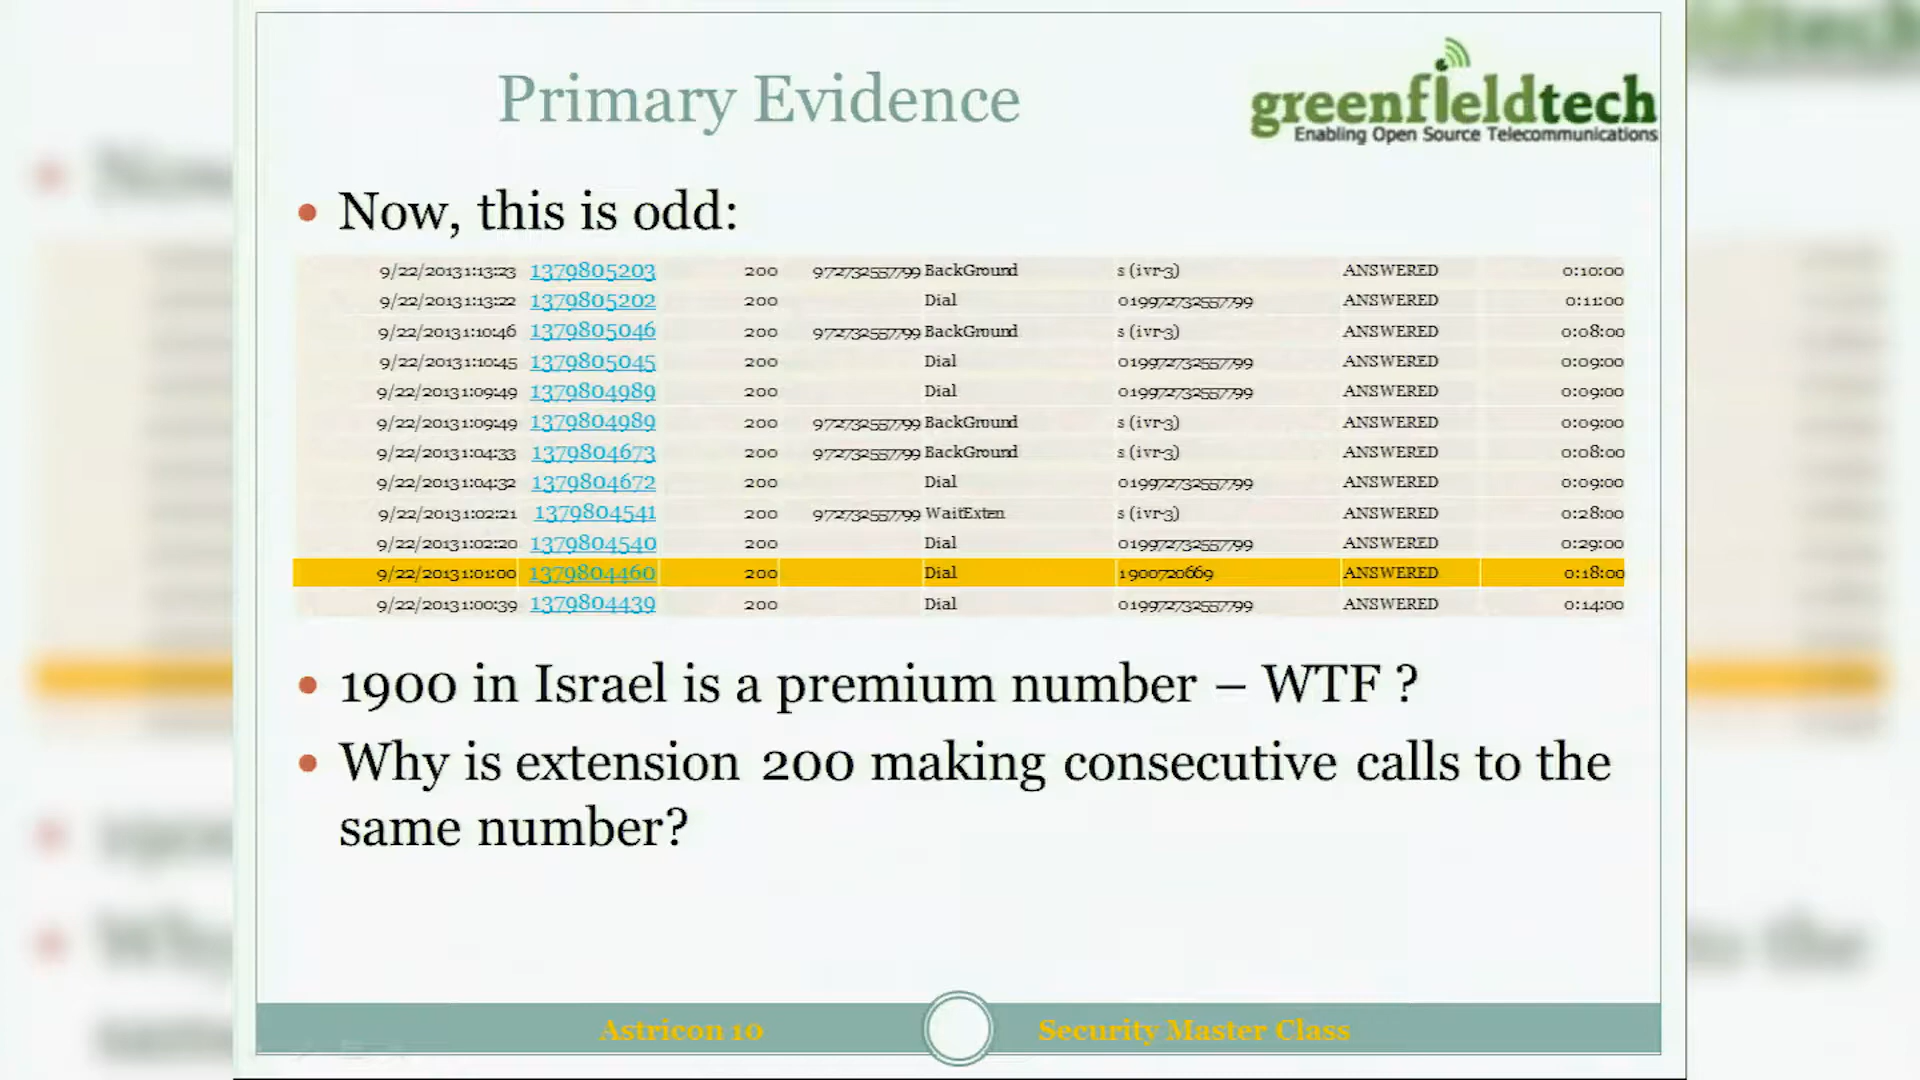 Primary Evidence
greenfieldtech
Enabling Open Source Telecommunications
• Now, this is odd:
9/22/2013 1:13:23 1379805203 200 972732557799 BackGround s (ivr-3) ANSWERED 0:10:00
9/22/2013 1:13:22 1379805202 200 Dial 019972732557799 ANSWERED 0:11:00
9/22/2013 1:10:46 1379805046 200 972732557799 BackGround s (ivr-3) ANSWERED 0:08:00
9/22/2013 1:10:45 1379805045 200 Dial 019972732557799 ANSWERED 0:09:00
9/22/2013 1:09:49 1379804989 200 Dial 019972732557799 ANSWERED 0:09:00
9/22/2013 1:09:49 1379804989 200 972732557799 BackGround s (ivr-3) ANSWERED 0:09:00
9/22/2013 1:04:33 1379804673 200 972732557799 BackGround s (ivr-3) ANSWERED 0:08:00
9/22/2013 1:04:32 1379804672 200 Dial 019972732557799 ANSWERED 0:09:00
9/22/2013 1:02:21 1379804541 200 972732557799 WaitExten s (ivr-3) ANSWERED 0:28:00
9/22/2013 1:02:20 1379804540 200 Dial 019972732557799 ANSWERED 0:29:00
9/22/2013 1:01:00 1379804460 200 Dial 1900720669 ANSWERED 0:18:00
9/22/2013 1:00:39 1379804439 200 Dial 019972732557799 ANSWERED 0:14:00
• 1900 in Israel is a premium number – WTF ?
• Why is extension 200 making consecutive calls to the
same number?
Astricon 10 Security Master Class